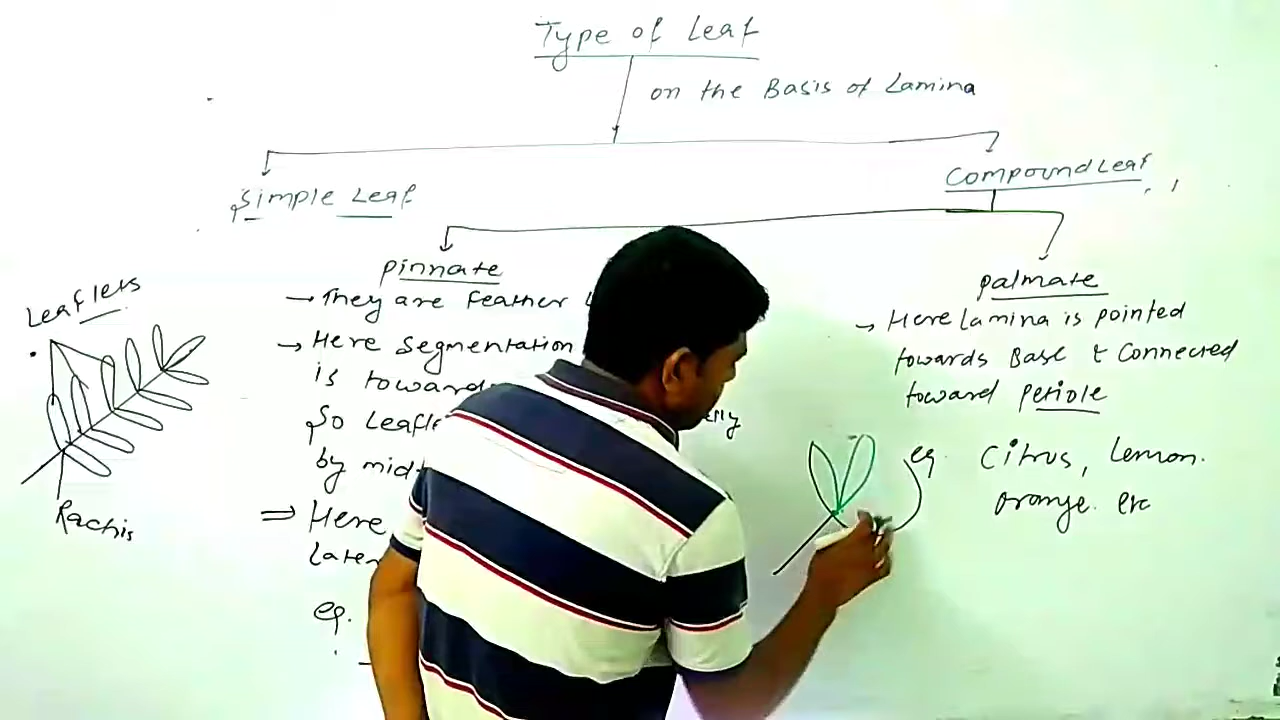 Type of Leaf
on the Basis of Lamina
Simple Leaf
Compound Leaf
pinnate
→ They are Feather
→ Here segmentation
is toward
So Leafle
by mid
⇒ Here
Later
eg.
palmate
→ Here Lamina is pointed
towards Base & Connected
toward petiole
eg. Citrus, Lemon.
orange. etc
Leaflets
Rachis